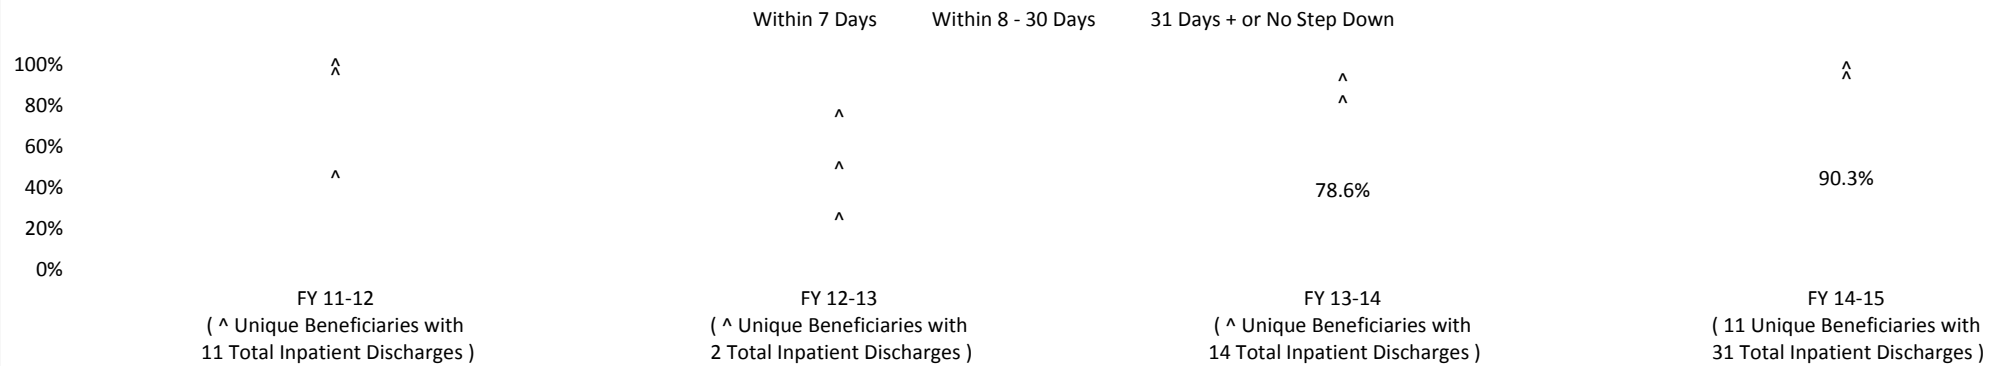 Within 7 Days Within 8 - 30 Days 31 Days + or No Step Down
100%
80%
60%
40%
20%
0%
^
^
^
^
^
^
^
^
78.6%
^
^
90.3%
FY 11-12
( ^ Unique Beneficiaries with
11 Total Inpatient Discharges )
FY 12-13
( ^ Unique Beneficiaries with
2 Total Inpatient Discharges )
FY 13-14
( ^ Unique Beneficiaries with
14 Total Inpatient Discharges )
FY 14-15
( 11 Unique Beneficiaries with
31 Total Inpatient Discharges )